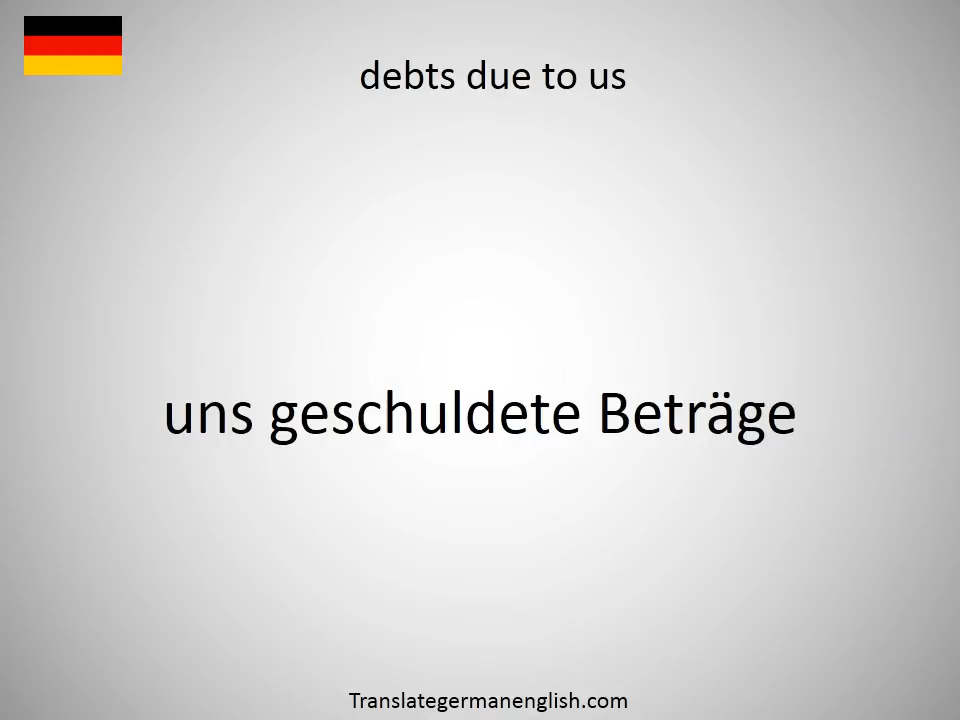 debts due to us
uns geschuldete Beträge
Translategermanenglish.com